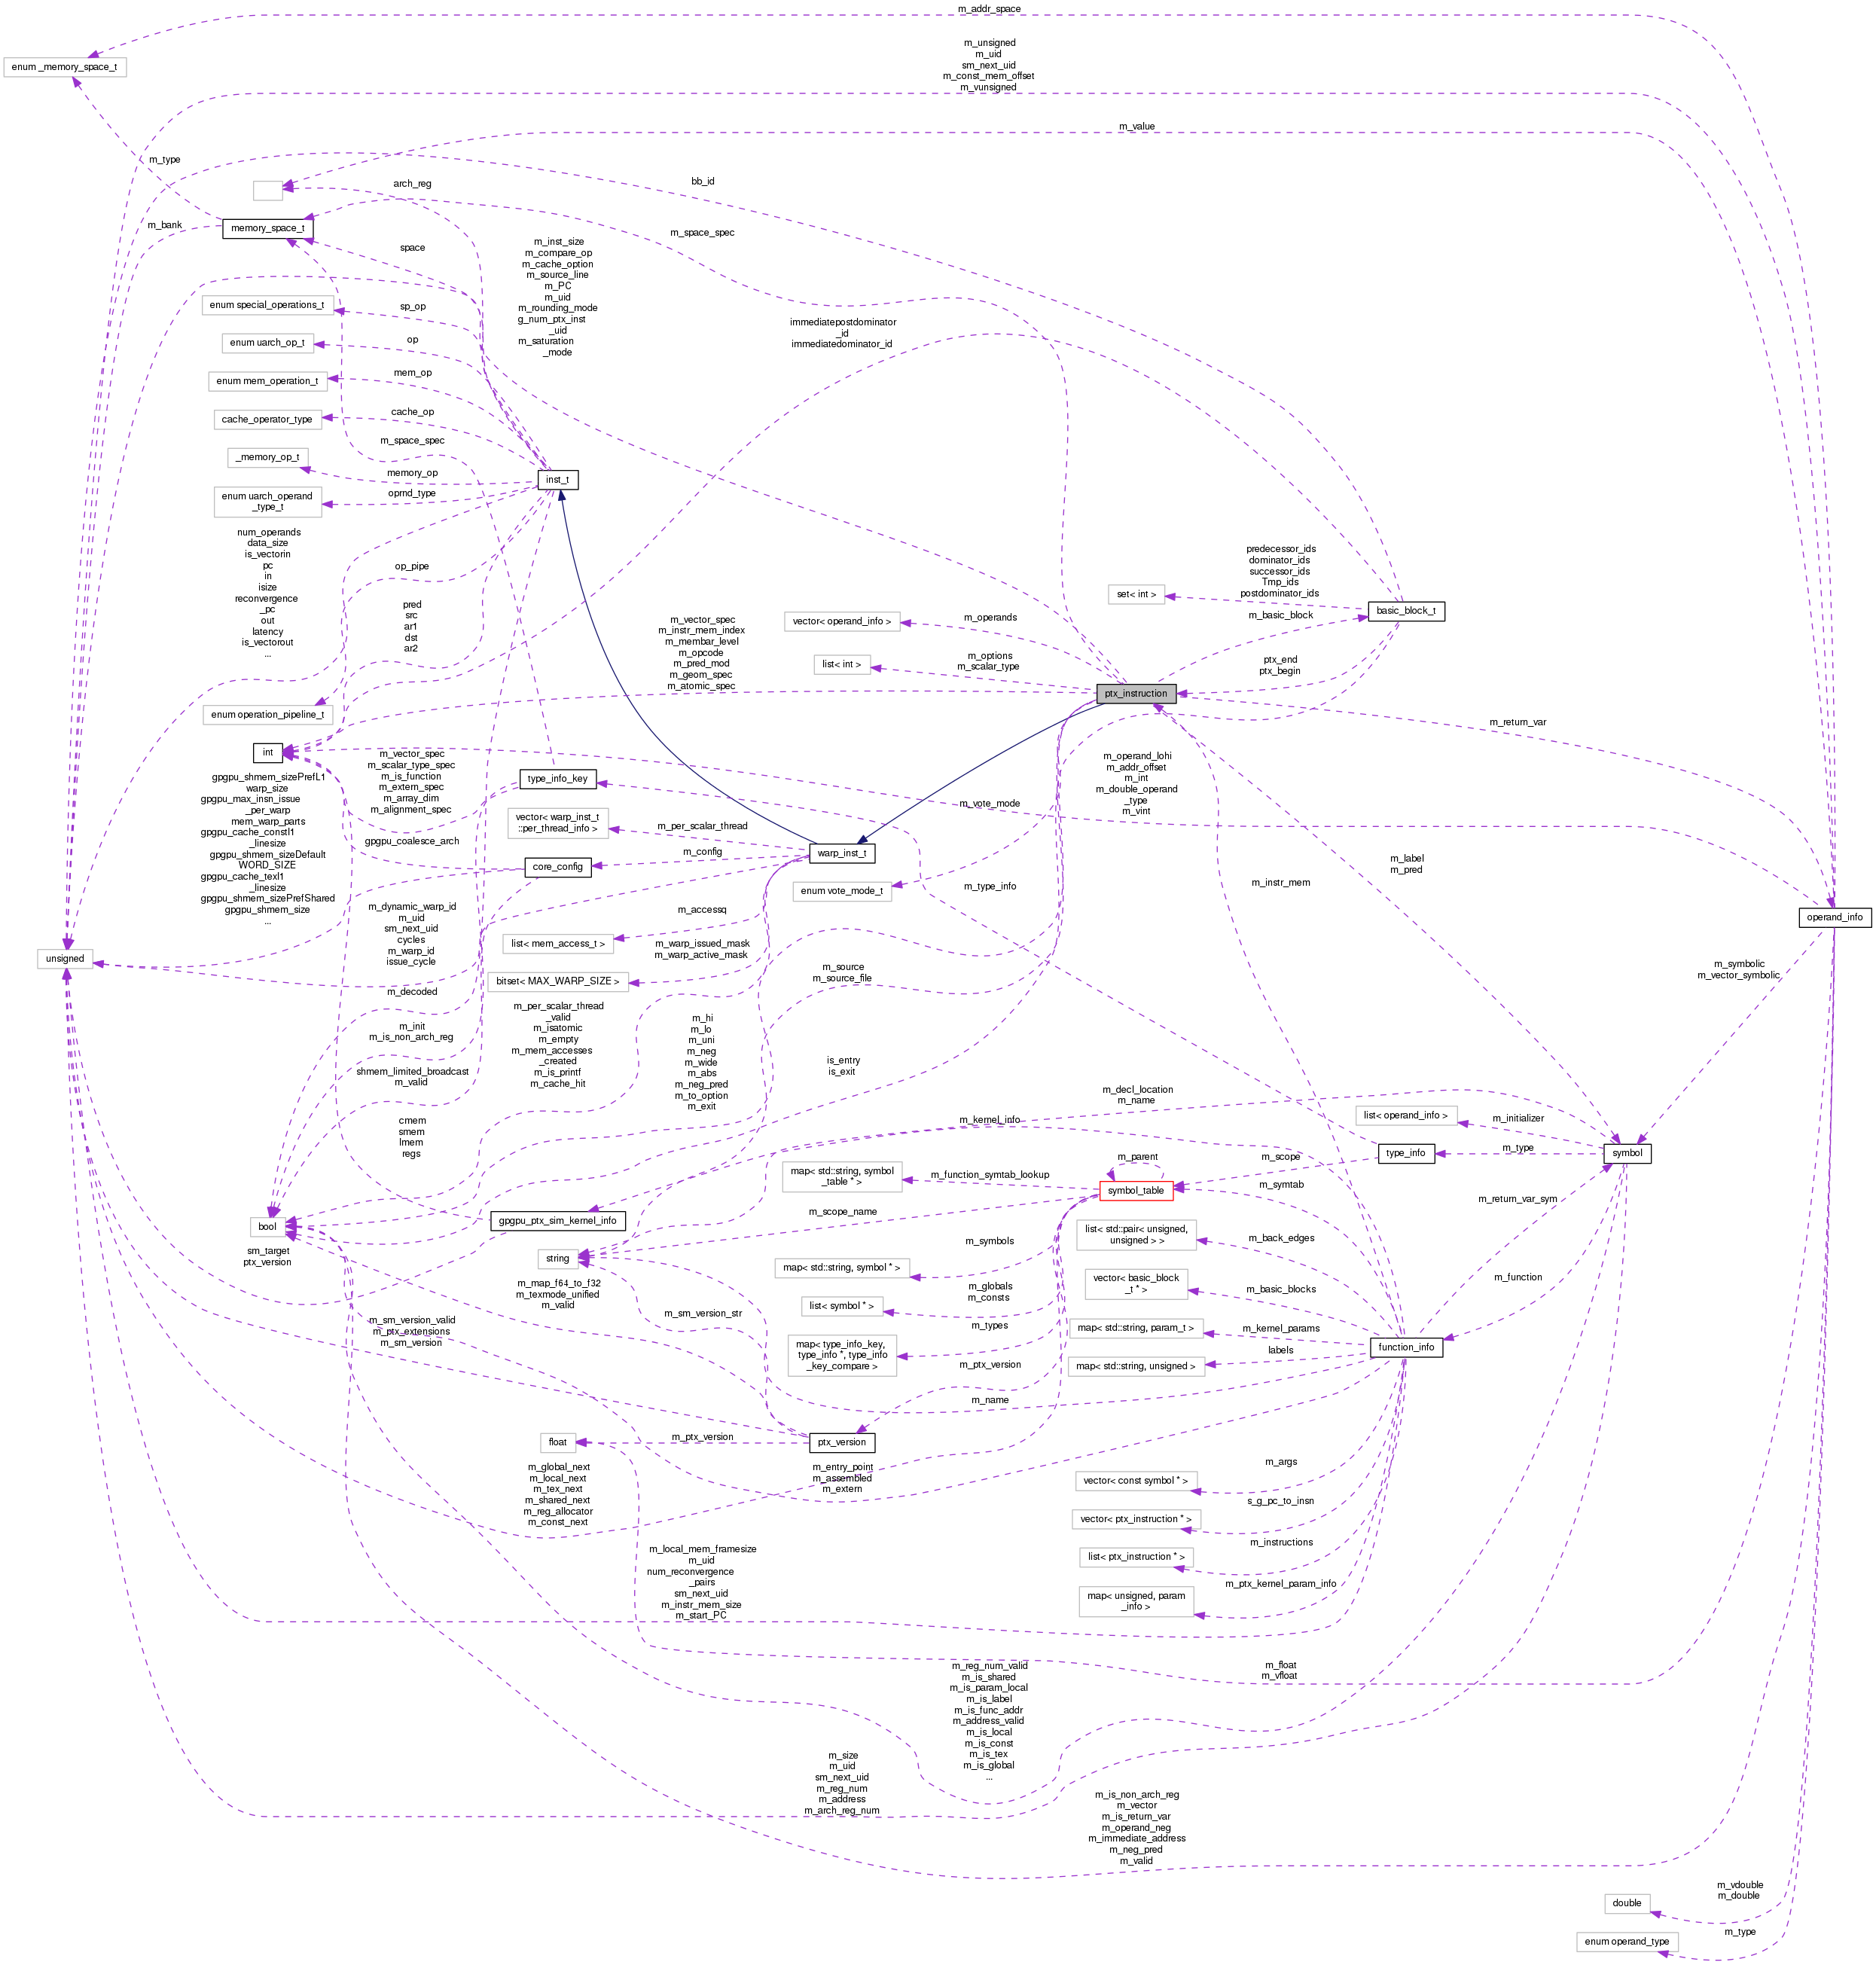 m_addr_space
enum _memory_space_t
m_unsigned
m_uid
sm_next_uid
m_const_mem_offset
m_vunsigned
m_value
m_type
arch_reg
bb_id
memory_space_t
m_bank
m_space_spec
space
m_inst_size
m_compare_op
m_cache_option
m_source_line
m_PC
m_uid
m_rounding_mode
g_num_ptx_inst
_uid
m_saturation
_mode
enum special_operations_t
sp_op
immediatepostdominator
_id
immediatedominator_id
enum uarch_op_t
op
enum mem_operation_t
mem_op
cache_operator_type
cache_op
m_space_spec
_memory_op_t
memory_op
inst_t
enum uarch_operand
_type_t
oprnd_type
num_operands
data_size
is_vectorin
pc
in
isize
reconvergence
_pc
out
latency
is_vectorout
...
op_pipe
pred
src
ar1
dst
ar2
predecessor_ids
dominator_ids
successor_ids
Tmp_ids
postdominator_ids
set< int >
basic_block_t
m_basic_block
vector< operand_info >
m_operands
m_vector_spec
m_instr_mem_index
m_membar_level
m_opcode
m_pred_mod
m_geom_spec
m_atomic_spec
list< int >
m_options
m_scalar_type
ptx_end
ptx_begin
ptx_instruction
enum operation_pipeline_t
m_return_var
int
m_vector_spec
m_scalar_type_spec
m_is_function
m_extern_spec
m_array_dim
m_alignment_spec
type_info_key
m_operand_lohi
m_addr_offset
m_int
m_double_operand
_type
m_vint
gpgpu_shmem_sizePrefL1
warp_size
gpgpu_max_insn_issue
_per_warp
mem_warp_parts
gpgpu_cache_constl1
_linesize
gpgpu_shmem_sizeDefault
WORD_SIZE
gpgpu_cache_texl1
_linesize
gpgpu_shmem_sizePrefShared
gpgpu_shmem_size
...
vector< warp_inst_t
::per_thread_info >
m_per_scalar_thread
m_vote_mode
gpgpu_coalesce_arch
core_config
m_config
warp_inst_t
enum vote_mode_t
m_type_info
m_instr_mem
m_label
m_pred
operand_info
m_dynamic_warp_id
m_uid
sm_next_uid
cycles
m_warp_id
issue_cycle
list< mem_access_t >
m_accessq
unsigned
m_warp_issued_mask
m_warp_active_mask
bitset< MAX_WARP_SIZE >
m_source
m_source_file
m_symbolic
m_vector_symbolic
m_decoded
m_init
m_is_non_arch_reg
m_per_scalar_thread
_valid
m_isatomic
m_empty
m_mem_accesses
_created
m_is_printf
m_cache_hit
m_hi
m_lo
m_uni
m_neg
m_wide
m_abs
m_neg_pred
m_to_option
m_exit
is_entry
is_exit
shmem_limited_broadcast
m_valid
cmem
smem
lmem
regs
m_kernel_info
m_decl_location
m_name
list< operand_info >
m_initializer
symbol
type_info
m_type
m_scope
map< std::string, symbol
_table * >
m_function_symtab_lookup
m_parent
symbol_table
m_symtab
m_return_var_sym
bool
gpgpu_ptx_sim_kernel_info
m_scope_name
list< std::pair< unsigned,
unsigned > >
m_back_edges
sm_target
ptx_version
string
m_symbols
map< std::string, symbol * >
m_function
m_map_f64_to_f32
m_texmode_unified
m_valid
m_globals
m_consts
list< symbol * >
vector< basic_block
_t * >
m_basic_blocks
m_sm_version_str
m_sm_version_valid
m_ptx_extensions
m_sm_version
m_types
map< type_info_key,
type_info *, type_info
_key_compare >
map< std::string, param_t >
m_kernel_params
function_info
map< std::string, unsigned >
labels
m_ptx_version
m_name
float
m_ptx_version
ptx_version
m_global_next
m_local_next
m_tex_next
m_shared_next
m_reg_allocator
m_const_next
m_entry_point
m_assembled
m_extern
vector< const symbol * >
m_args
vector< ptx_instruction * >
s_g_pc_to_insn
list< ptx_instruction * >
m_instructions
m_local_mem_framesize
m_uid
num_reconvergence
_pairs
sm_next_uid
m_instr_mem_size
m_start_PC
map< unsigned, param
_info >
m_ptx_kernel_param_info
m_float
m_vfloat
m_reg_num_valid
m_is_shared
m_is_param_local
m_is_label
m_is_func_addr
m_address_valid
m_is_local
m_is_const
m_is_tex
m_is_global
...
m_size
m_uid
sm_next_uid
m_reg_num
m_address
m_arch_reg_num
m_is_non_arch_reg
m_vector
m_is_return_var
m_operand_neg
m_immediate_address
m_neg_pred
m_valid
double
m_vdouble
m_double
enum operand_type
m_type